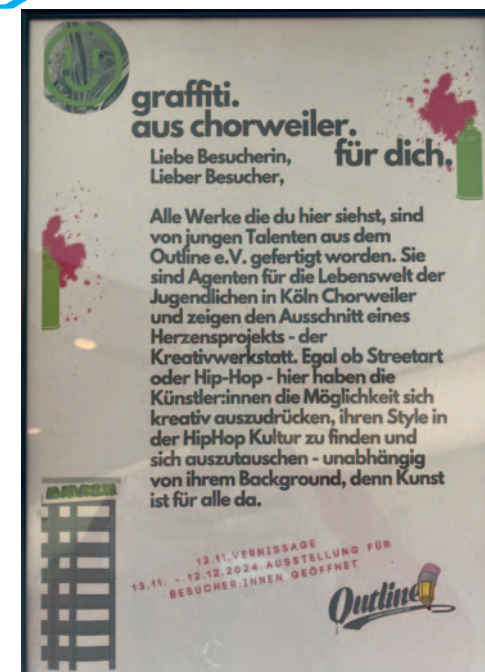 graffiti.
aus chorweiler.
für dich.
Liebe Besucherin,
Lieber Besucher,
Alle Werke die du hier siehst, sind
von jungen Talenten aus dem
Outline e.V. gefertigt worden. Sie
sind Agenten für die Lebenswelt der
Jugendlichen in Köln Chorweiler
und zeigen den Ausschnitt eines
Herzensprojekts - der
Kreativwerkstatt. Egal ob Streetart
oder Hip-Hop - hier haben die
Künstler:innen die Möglichkeit sich
kreativ auszudrücken, ihren Style in
der HipHop Kultur zu finden und
sich auszutauschen - unabhängig
von ihrem Background, denn Kunst
ist für alle da.
12.11. VERNISSAGE
13.11. - 12.12.2024 AUSSTELLUNG FÜR
BESUCHER:INNEN GEÖFFNET
Outline